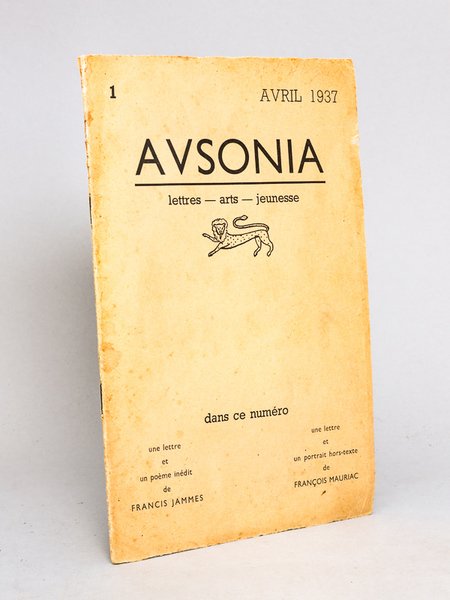 1
AVRIL 1937
AVSONIA
lettres — arts — jeunesse
dans ce numéro
une lettre
et
un poème inédit
de
FRANCIS JAMMES
une lettre
et
un portrait hors-texte
de
FRANÇOIS MAURIAC